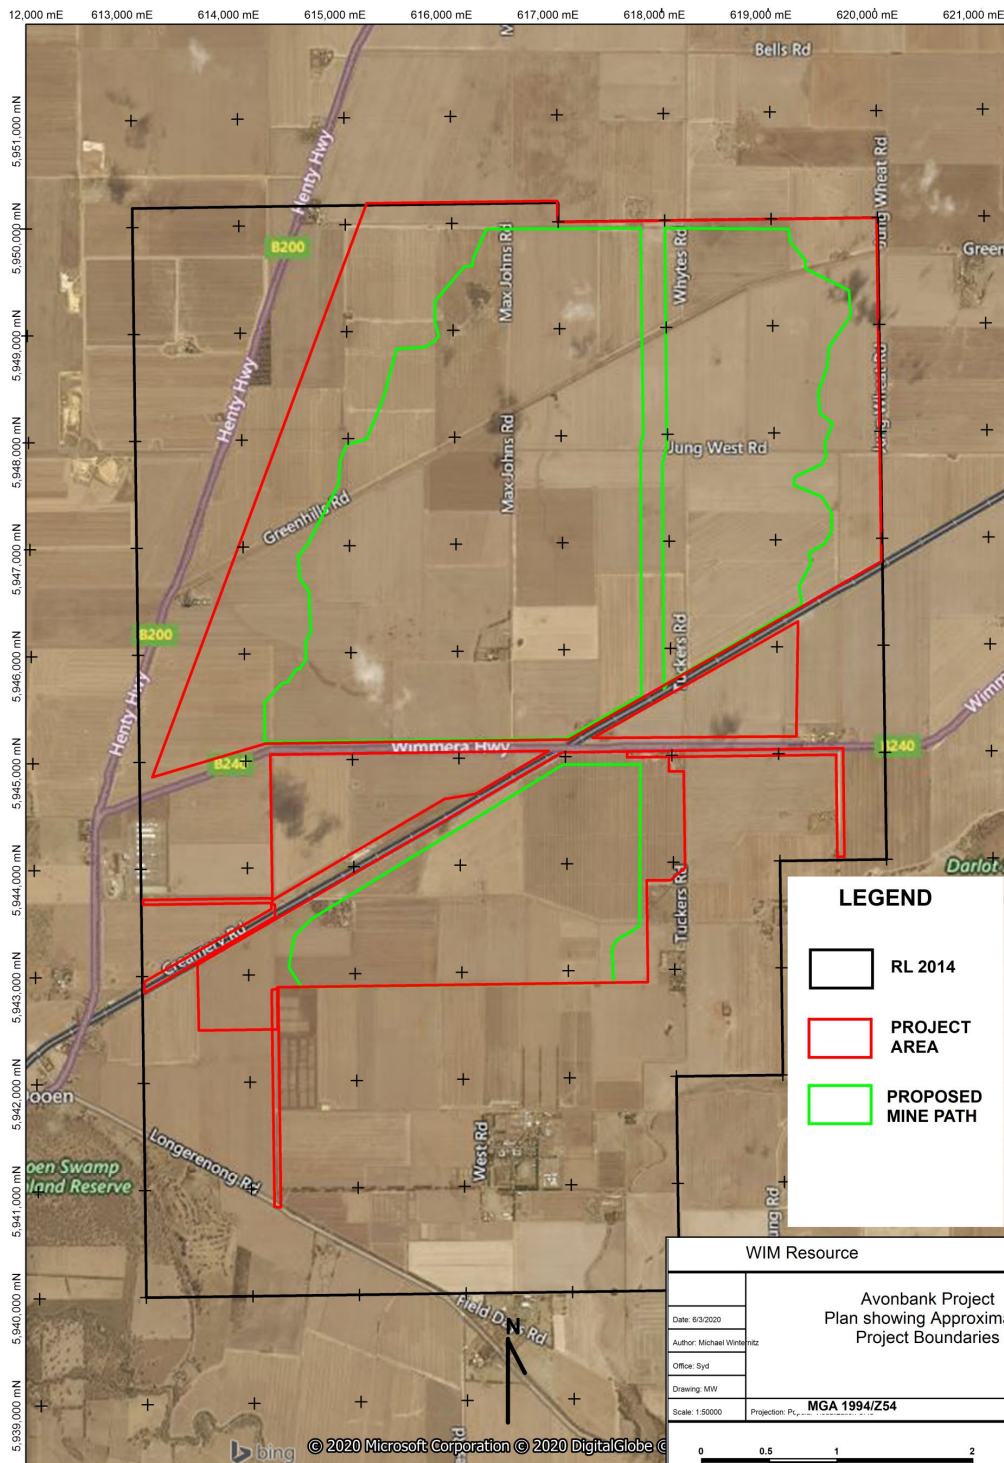 12,000 mE 613,000 mE 614,000 mE 615,000 mE 616,000 mE 617,000 mE 618,000 mE 619,000 mE 620,000 mE 621,000 mE
5,951,000 mN
5,950,000 mN
5,949,000 mN
5,948,000 mN
5,947,000 mN
5,946,000 mN
5,945,000 mN
5,944,000 mN
5,943,000 mN
5,942,000 mN
5,941,000 mN
5,940,000 mN
5,939,000 mN
Bells Rd
Henty Hwy
Jung Wheat Rd
B200
Max Johns Rd
Whytes Rd
Green
Henty Hwy
Jung Wheat Rd
Max Johns Rd
Jung West Rd
Greenhills Rd
B200
Tuckers Rd
Henty Hwy
Wimm
Wimmera Hwy
B240
B240
Darlot
Tuckers Rd
Creamery Rd
ooen
Longerenong Rd
West Rd
oen Swamp
land Reserve
ung Rd
Field Days Rd
N
LEGEND
RL 2014
PROJECT
AREA
PROPOSED
MINE PATH
WIM Resource
Avonbank Project
Plan showing Approxima
Project Boundaries
Date: 6/3/2020
Author: Michael Winternitz
Office: Syd
Drawing: MW
Scale: 1:50000
Projection:
MGA 1994/Z54
0 0.5 1 2
bing
© 2020 Microsoft Corporation © 2020 DigitalGlobe ©